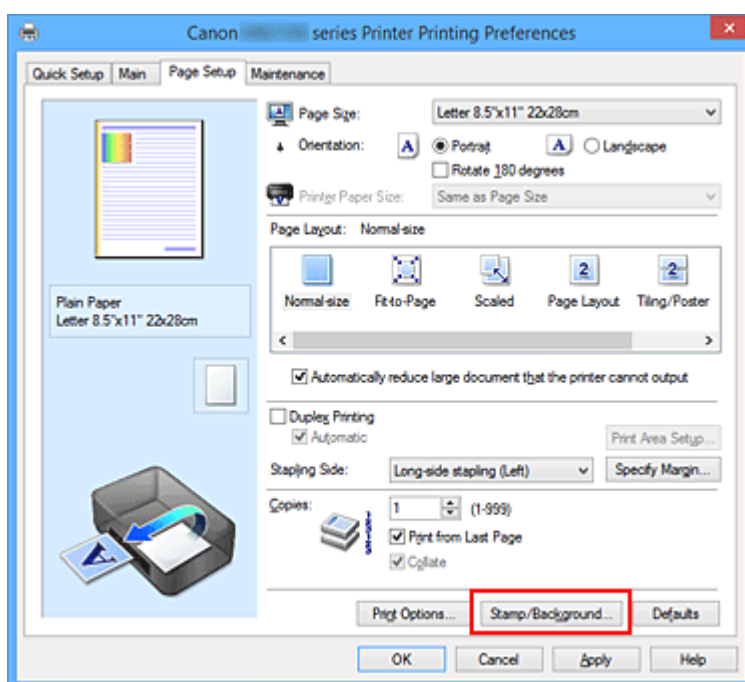 Canon series Printer Printing Preferences
Quick Setup Main Page Setup Maintenance
Page Size: Letter 8.5"x11" 22x28cm
Orientation: A Portrait A Landscape
Rotate 180 degrees
Printer Paper Size: Same as Page Size
Page Layout: Normal-size
Normal-size Fit-to-Page Scaled Page Layout Tiling/Poster
Plain Paper
Letter 8.5"x11" 22x28cm
Automatically reduce large document that the printer cannot output
Duplex Printing
Automatic
Print Area Setup...
Stapling Side: Long-side stapling (Left) Specify Margin...
Copies: 1 (1-999)
Print from Last Page
Collate
Print Options... Stamp/Background... Defaults
OK Cancel Apply Help